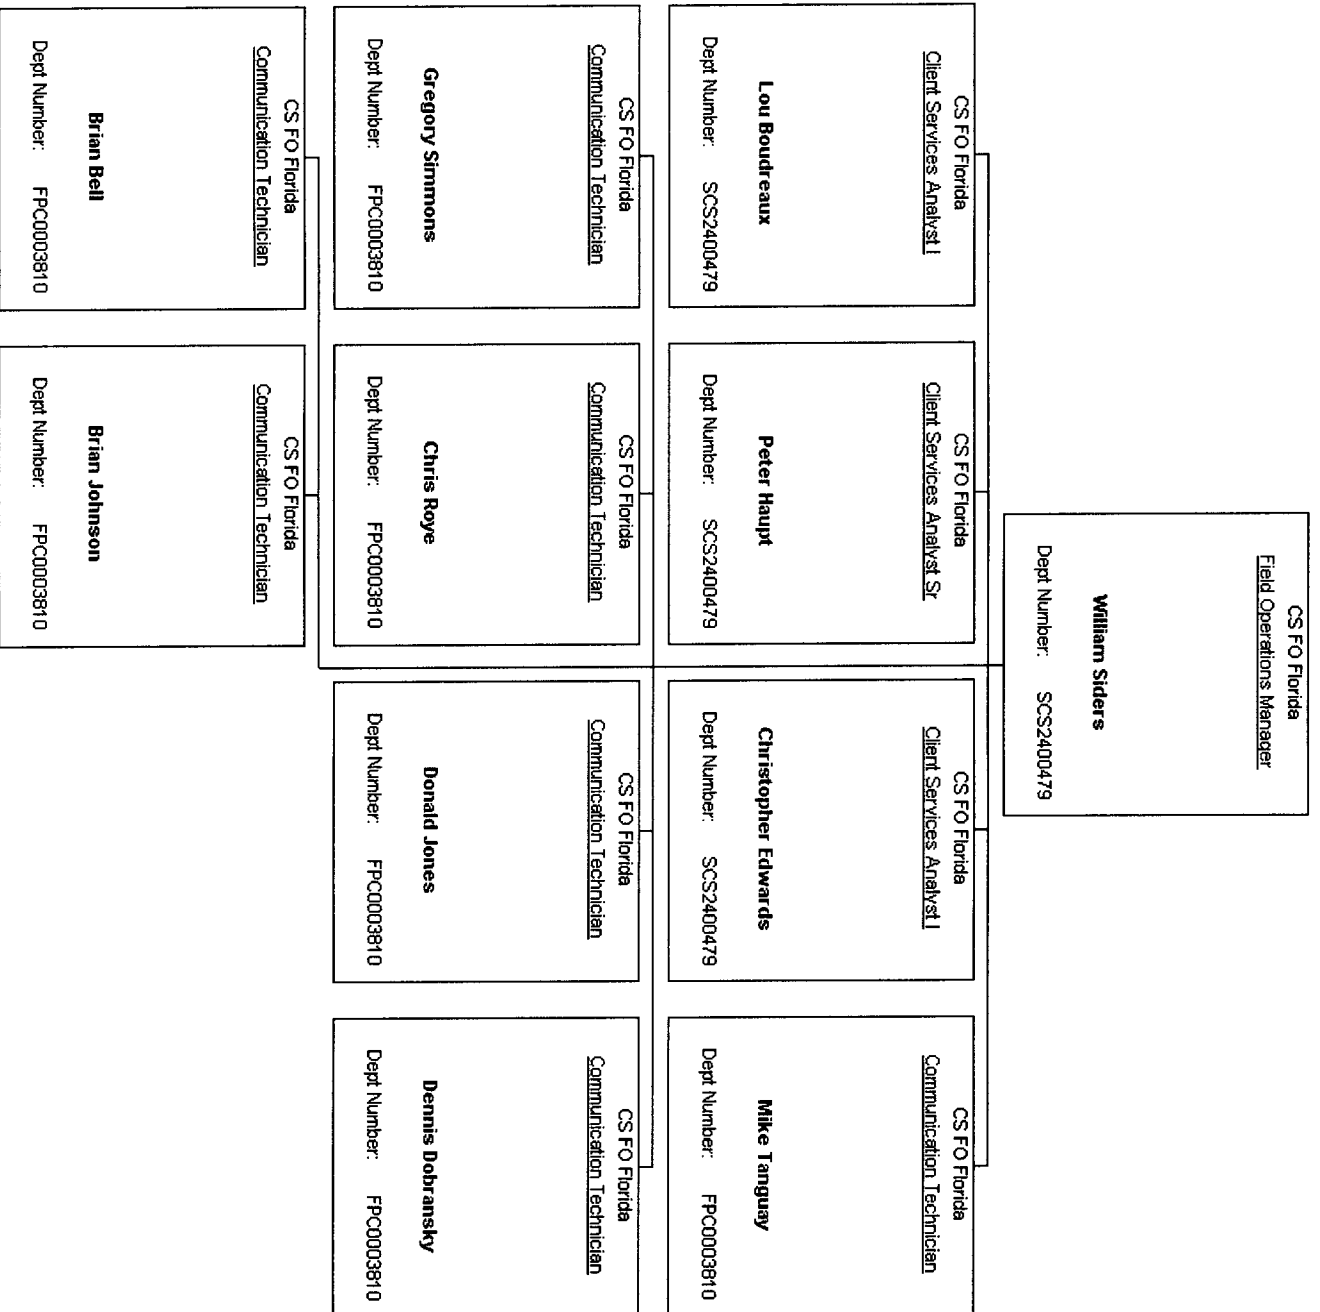 CS FO Florida
Field Operations Manager
William Siders
Dept Number: SCS2400479
CS FO Florida
Client Services Analyst I
Lou Boudreaux
Dept Number: SCS2400479
CS FO Florida
Client Services Analyst Sr
Peter Haupt
Dept Number: SCS2400479
CS FO Florida
Client Services Analyst I
Christopher Edwards
Dept Number: SCS2400479
CS FO Florida
Communication Technician
Mike Tanguay
Dept Number: FPC0003810
CS FO Florida
Communication Technician
Gregory Simmons
Dept Number: FPC0003810
CS FO Florida
Communication Technician
Chris Roye
Dept Number: FPC0003810
CS FO Florida
Communication Technician
Donald Jones
Dept Number: FPC0003810
CS FO Florida
Communication Technician
Dennis Dobransky
Dept Number: FPC0003810
CS FO Florida
Communication Technician
Brian Bell
Dept Number: FPC0003810
CS FO Florida
Communication Technician
Brian Johnson
Dept Number: FPC0003810